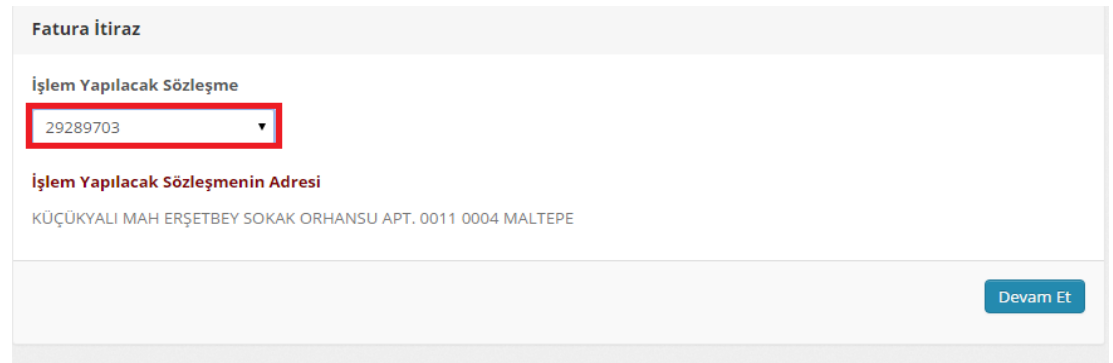 Fatura İtiraz
İşlem Yapılacak Sözleşme
29289703
İşlem Yapılacak Sözleşmenin Adresi
KÜÇÜKYALI MAH ERŞETBEY SOKAK ORHANSU APT. 0011 0004 MALTEPE
Devam Et